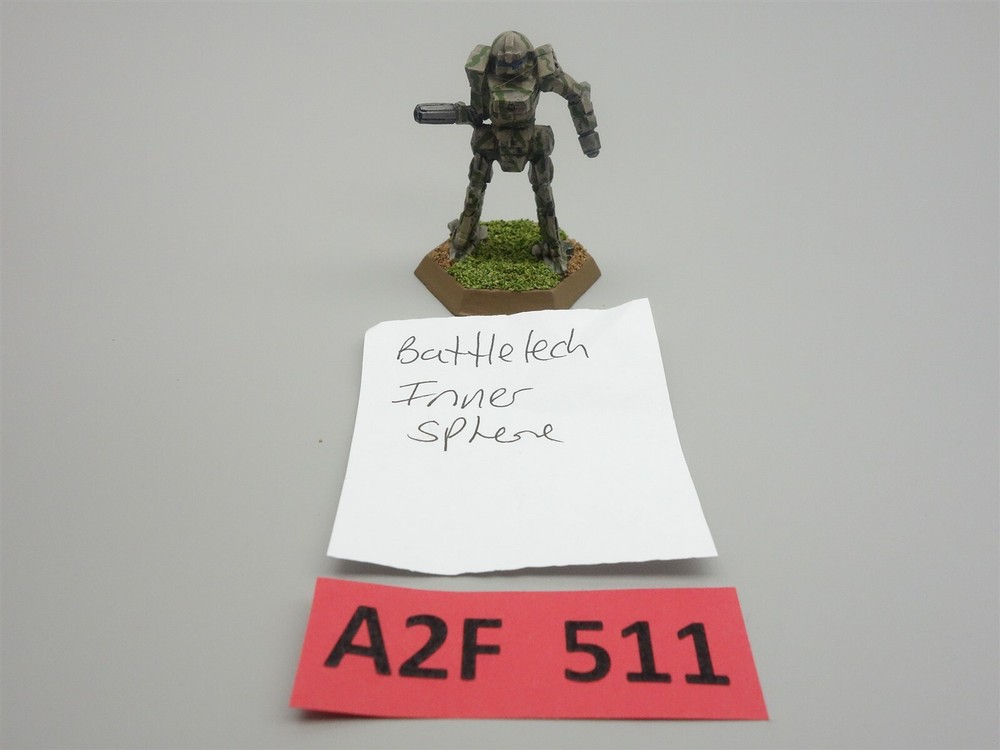 Battletech
Inner
Sphere
A2F 511